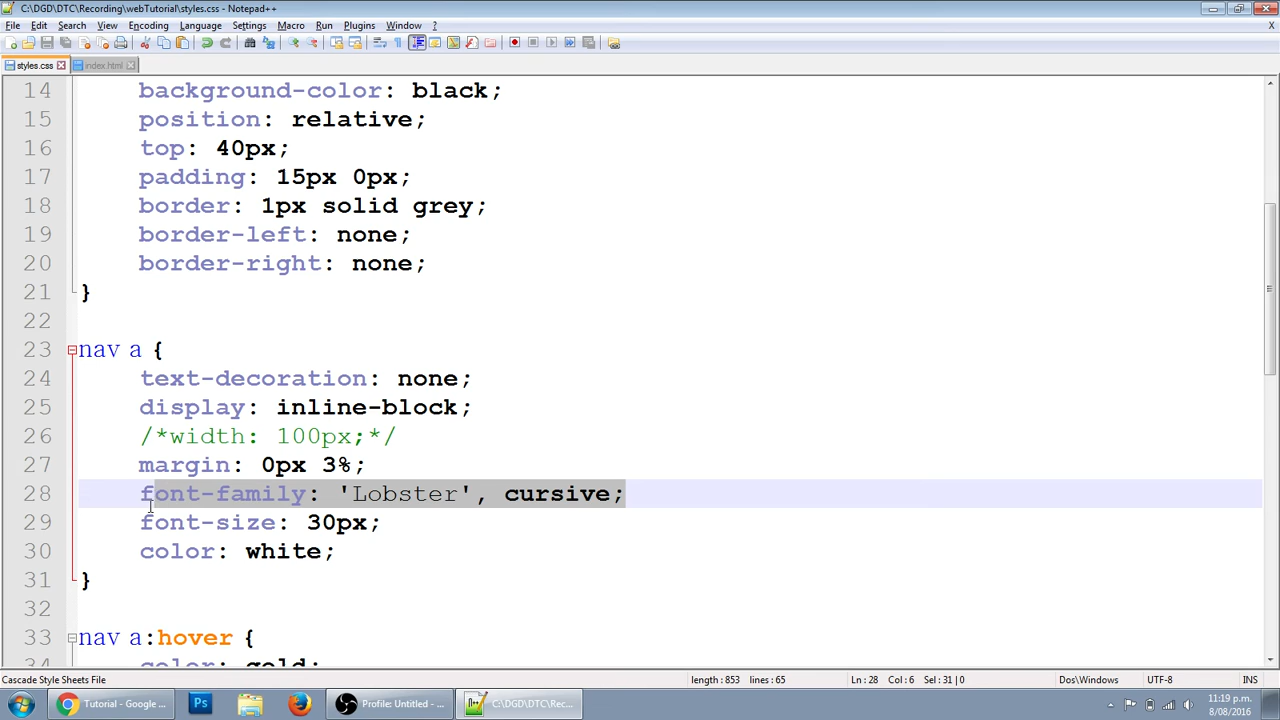 C:\DGD\DTC\Recording\webTutorial\styles.css - Notepad++
File Edit Search View Encoding Language Settings Macro Run Plugins Window ? X
styles.css index.html
14 background-color: black;
15 position: relative;
16 top: 40px;
17 padding: 15px 0px;
18 border: 1px solid grey;
19 border-left: none;
20 border-right: none;
21 }
22
23 nav a {
24 text-decoration: none;
25 display: inline-block;
26 /*width: 100px;*/
27 margin: 0px 3%;
28 font-family: 'Lobster', cursive;
29 font-size: 30px;
30 color: white;
31 }
32
33 nav a:hover {
34 color: gold;
Cascade Style Sheets File length : 853 lines : 65 Ln : 28 Col : 6 Sel : 31 | 0 Dos\Windows UTF-8 INS
Tutorial - Google ... Ps Profile: Untitled - ... C:\DGD\DTC\Rec... 11:19 p.m.
8/08/2016